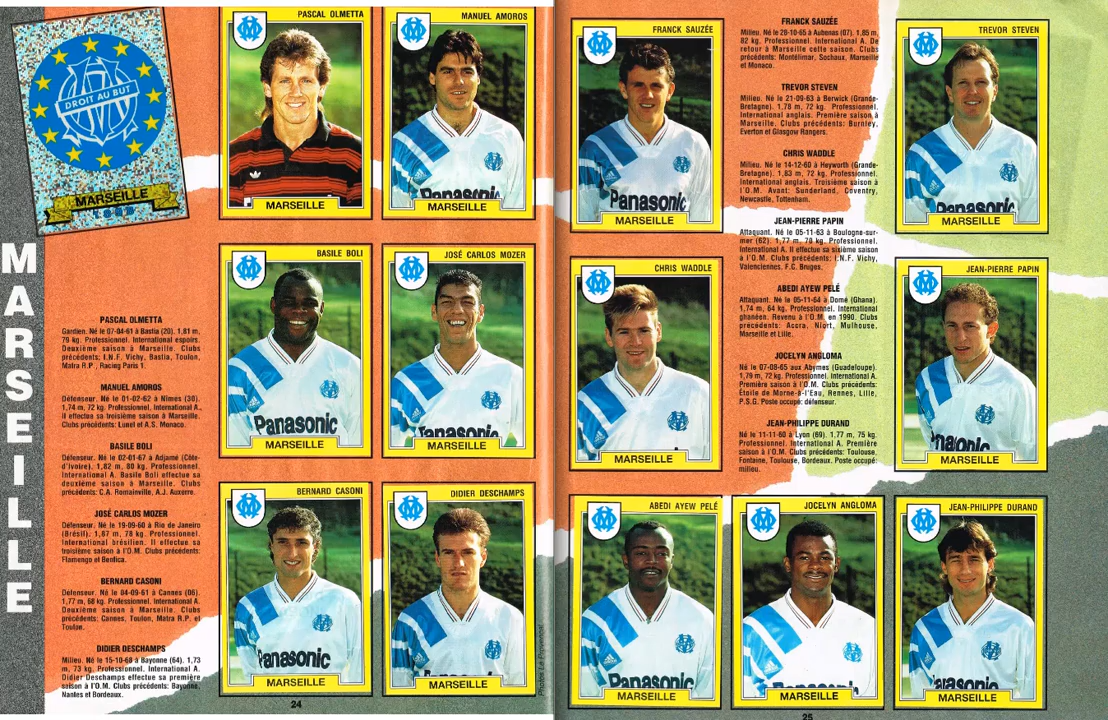 DROIT AU BUT
MARSEILLE
MARSEILLE
PASCAL OLMETTA
MARSEILLE
MANUEL AMOROS
Panasonic
MARSEILLE
BASILE BOLI
Panasonic
MARSEILLE
JOSÉ CARLOS MOZER
Panasonic
MARSEILLE
BERNARD CASONI
Panasonic
MARSEILLE
DIDIER DESCHAMPS
Panasonic
MARSEILLE
PASCAL OLMETTA
Gardien. Né le 07-04-61 à Bastia (20). 1,81 m,
79 kg. Professionnel. International espoirs.
Deuxième saison à Marseille. Clubs
précédents: I.N.F. Vichy, Bastia, Toulon,
Matra R.P., Racing Paris 1.
MANUEL AMOROS
Défenseur. Né le 01-02-62 à Nimes (30).
1,74 m, 72 kg. Professionnel. International A.,
il effectue sa troisième saison à Marseille.
Clubs précédents: Lunel et A.S. Monaco.
BASILE BOLI
Défenseur. Né le 02-01-67 à Adjamé (Côte-
d'Ivoire). 1,82 m, 80 kg. Professionnel.
International A. Basile Boli effectue sa
deuxième saison à Marseille. Clubs
précédents: C.A. Romainville, A.J. Auxerre.
JOSÉ CARLOS MOZER
Défenseur. Né le 19-09-60 à Rio de Janeiro
(Brésil). 1,87 m, 78 kg. Professionnel.
International brésilien. Il effectue sa
troisième saison à l'O.M. Clubs précédents:
Flamengo et Benfica.
BERNARD CASONI
Défenseur. Né le 04-09-61 à Cannes (06).
1,77 m, 68 kg. Professionnel. International A.
Deuxième saison à Marseille. Clubs
précédents: Cannes, Toulon, Matra R.P. et
Toulon.
DIDIER DESCHAMPS
Milieu. Né le 15-10-68 à Bayonne (64). 1,73
m, 73 kg. Professionnel. International A.
Didier Deschamps effectue sa première
saison à l'O.M. Clubs précédents: Bayonne,
Nantes et Bordeaux.
24
FRANCK SAUZÉE
Panasonic
MARSEILLE
FRANCK SAUZÉE
Milieu. Né le 28-10-65 à Aubenas (07). 1,85 m,
82 kg. Professionnel. International A. De
retour à Marseille cette saison. Clubs
précédents: Montélimar, Sochaux, Marseille
et Monaco.
TREVOR STEVEN
Milieu. Né le 21-09-63 à Berwick (Grande-
Bretagne). 1,78 m, 72 kg. Professionnel.
International anglais. Première saison à
Marseille. Clubs précédents: Burnley,
Everton et Glasgow Rangers.
CHRIS WADDLE
Milieu. Né le 14-12-60 à Heyworth (Grande-
Bretagne). 1,83 m, 72 kg. Professionnel.
International anglais. Troisième saison à
l'O.M. Avant: Sunderland, Coventry,
Newcastle, Tottenham.
JEAN-PIERRE PAPIN
Attaquant. Né le 05-11-63 à Boulogne-sur-
mer (62). 1,77 m, 70 kg. Professionnel.
International A. Il effectue sa sixième saison
à l'O.M. Clubs précédents: I.N.F. Vichy,
Valenciennes, F.C. Bruges.
ABEDI AYEW PELÉ
Attaquant. Né le 05-11-64 à Domé (Ghana).
1,74 m, 64 kg. Professionnel. International
ghanéen. Revenu à l'O.M. en 1990. Clubs
précédents: Accra, Niort, Mulhouse,
Marseille et Lille.
JOCELYN ANGLOMA
Né le 07-08-65 aux Abymes (Guadeloupe).
1,79 m, 72 kg. Professionnel. International A.
Première saison à l'O.M. Clubs précédents:
Etoile de Morne-à-l'Eau, Rennes, Lille,
P.S.G. Poste occupé: défenseur.
JEAN-PHILIPPE DURAND
Né le 11-11-60 à Lyon (69). 1,77 m, 75 kg.
Professionnel. International A. Première
saison à l'O.M. Clubs précédents: Toulouse,
Fontaine, Toulouse, Bordeaux. Poste occupé:
milieu.
TREVOR STEVEN
MARSEILLE
CHRIS WADDLE
MARSEILLE
JEAN-PIERRE PAPIN
MARSEILLE
ABEDI AYEW PELÉ
Panasonic
MARSEILLE
JOCELYN ANGLOMA
MARSEILLE
JEAN-PHILIPPE DURAND
MARSEILLE
25